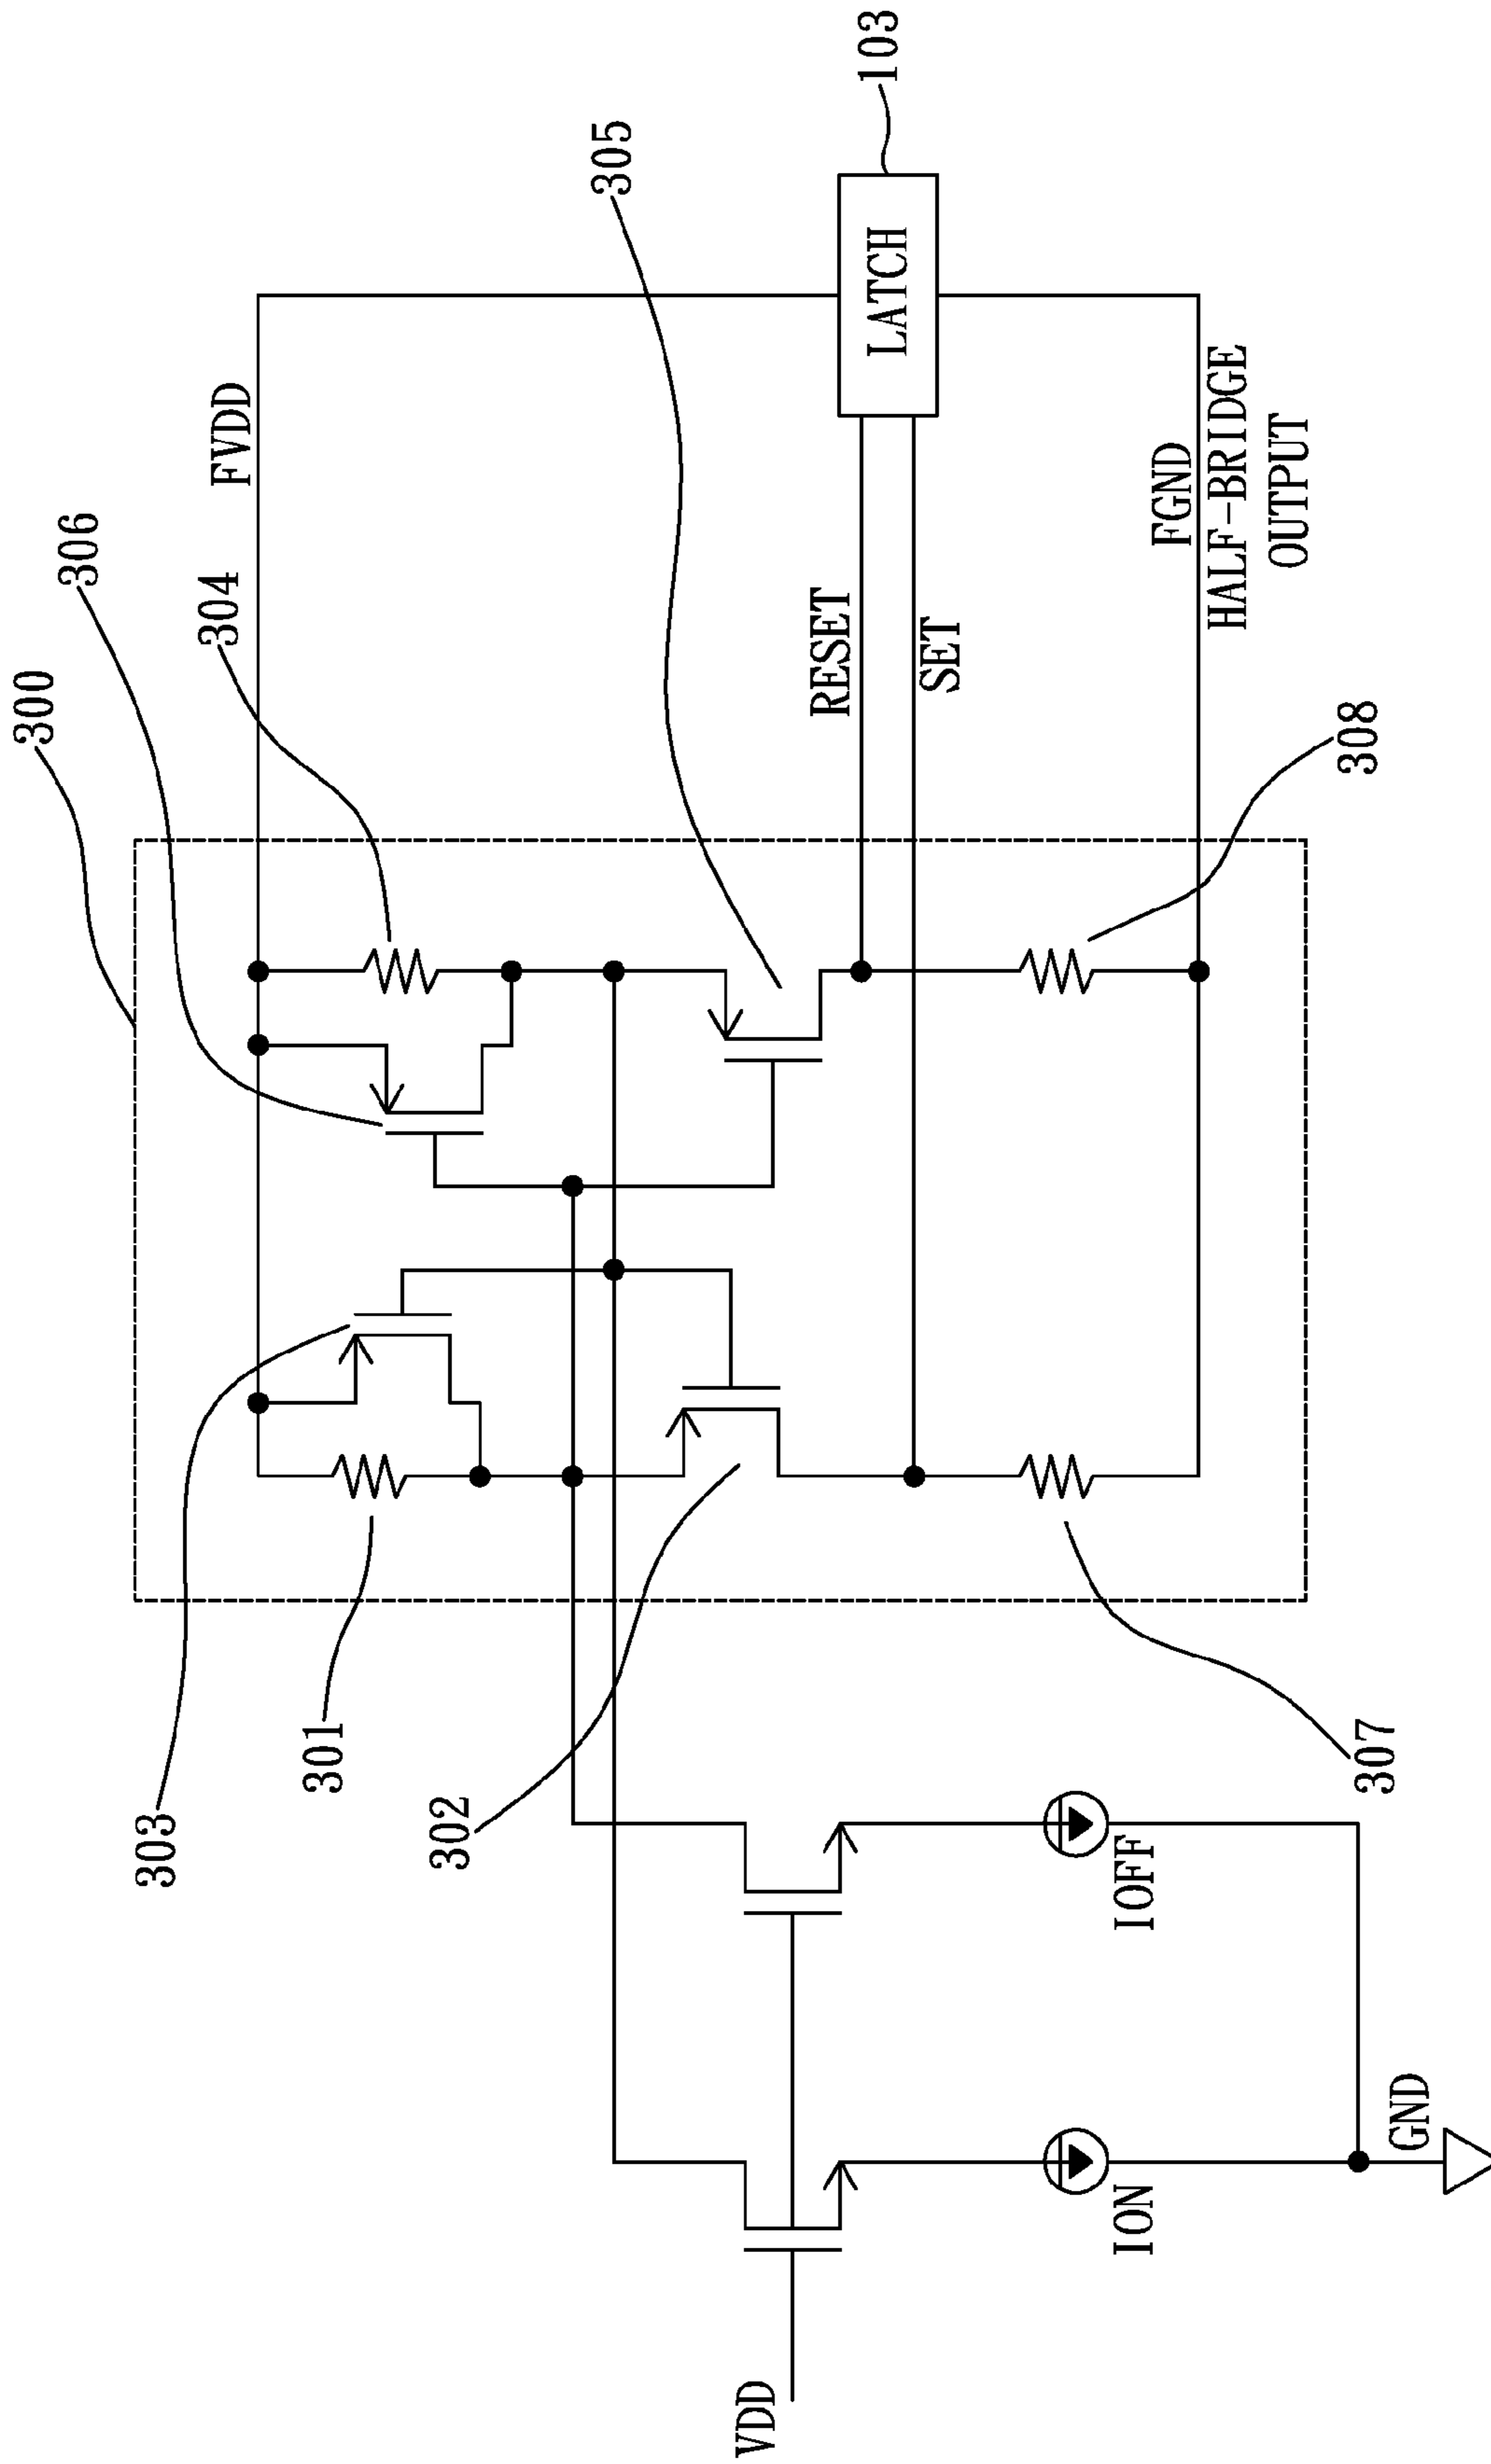 300
306
304
FVDD
305
103
LATCH
RESET
SET
FGND
HALF-BRIDGE
OUTPUT
308
303
301
302
307
VDD
ION
IOFF
GND